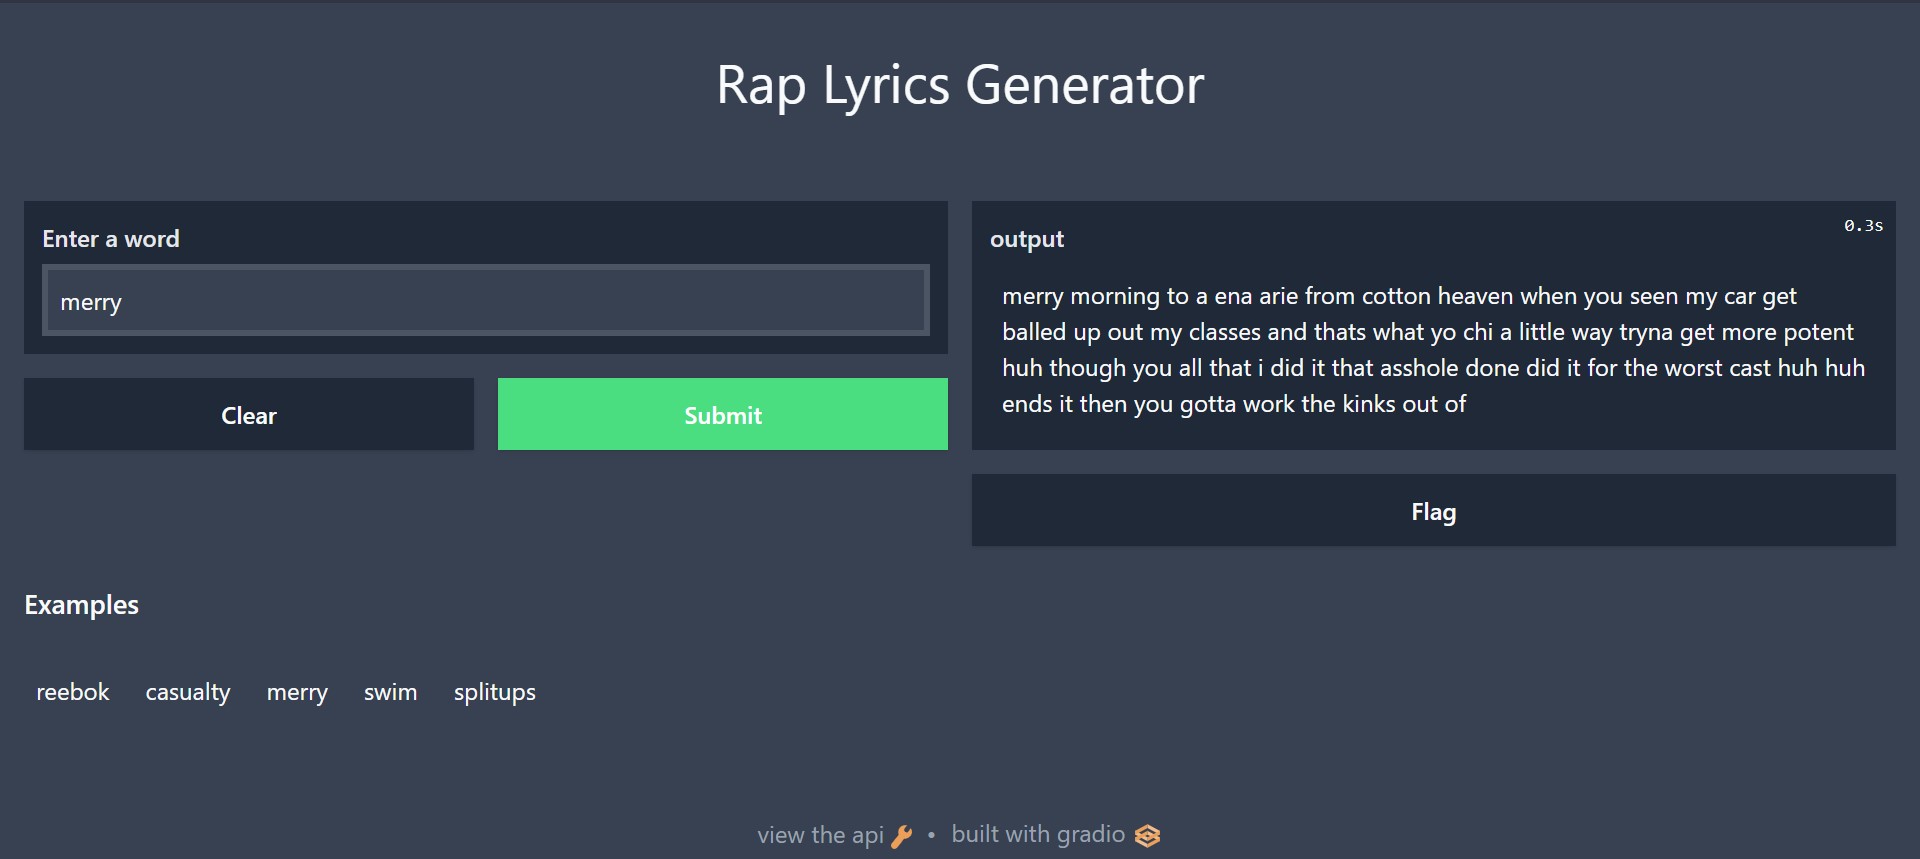 Rap Lyrics Generator
Enter a word
merry
Clear
Submit
output
0.3s
merry morning to a ena arie from cotton heaven when you seen my car get
balled up out my classes and thats what yo chi a little way tryna get more potent
huh though you all that i did it that asshole done did it for the worst cast huh huh
ends it then you gotta work the kinks out of
Flag
Examples
reebok casualty merry swim splitups
view the api • built with gradio